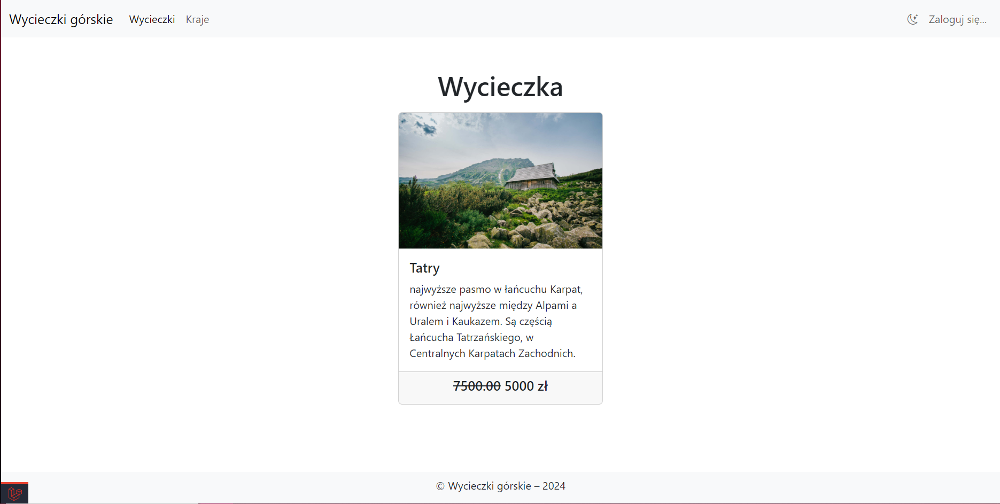 Wycieczki górskie Wycieczki Kraje Zaloguj się...
Wycieczka
Tatry
najwyższe pasmo w łańcuchu Karpat,
również najwyższe między Alpami a
Uralem i Kaukazem. Są częścią
Łańcucha Tatrzańskiego, w
Centralnych Karpatach Zachodnich.
7500.00 5000 zł
© Wycieczki górskie – 2024